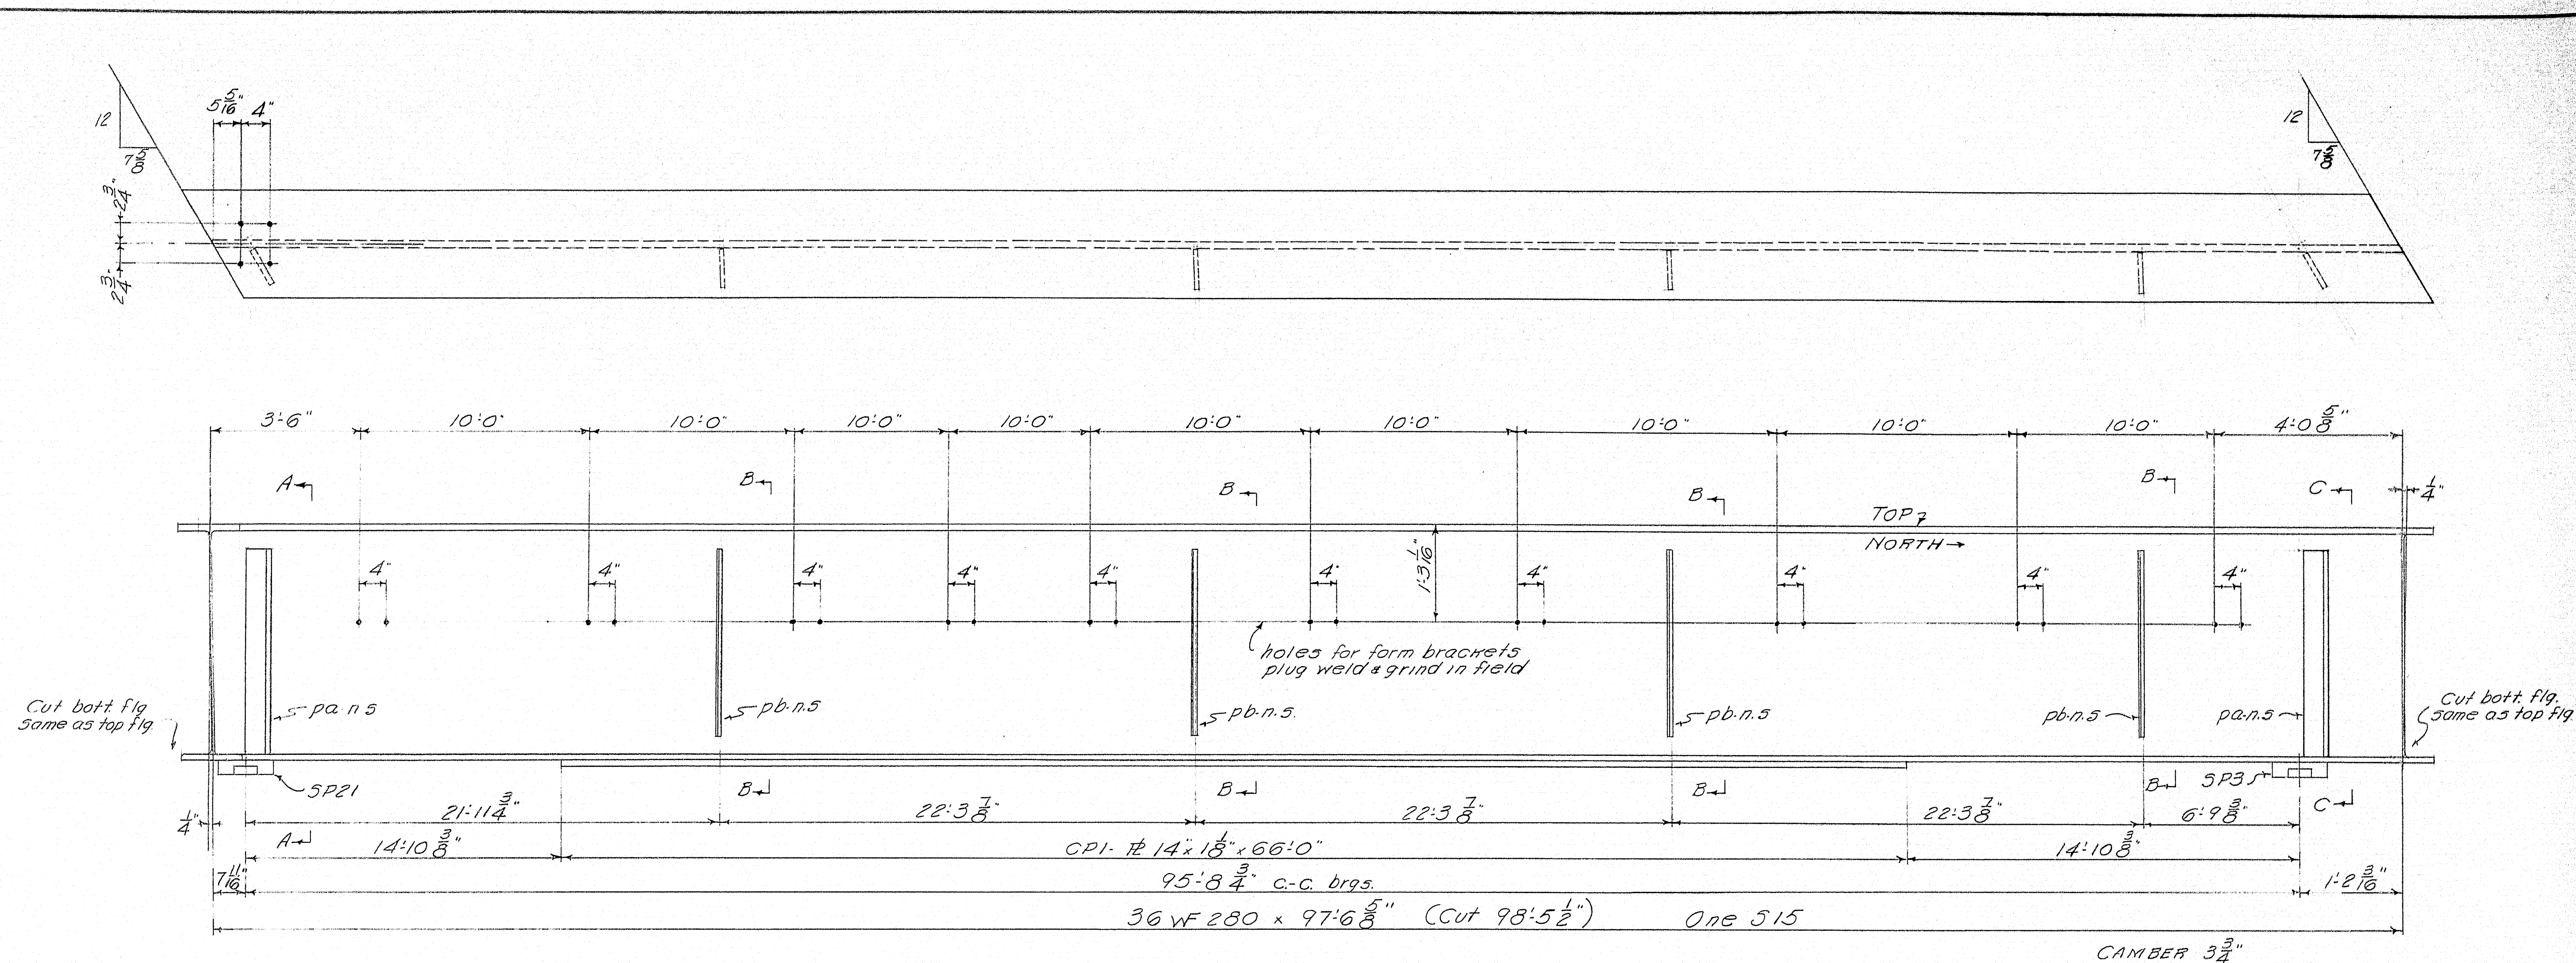 5 5/16" 4"
12
7 5/8
2 3/4"
2 3/4"
12
7 5/8
3'-6" 10'-0" 10'-0" 10'-0" 10'-0" 10'-0" 10'-0" 10'-0" 10'-0" 10'-0" 4'-0 5/8"
A B B B B C 1/4"
TOP
NORTH
1'-3 1/16"
4" 4" 4" 4" 4" 4" 4" 4" 4" 4"
holes for form brackets
plug weld & grind in field
Cut bott. flg
same as top flg.
pa-n.s
pb-n.s
pb-n.s.
pb-n.s
pb-n.s
pa-n.s
Cut bott. flg.
same as top flg.
SP21
B B B B SP3
1/4" 21'-11 3/4" 22'-3 7/8" 22'-3 7/8" 22'-3 7/8" 6'-9 3/8" C
A 14'-10 3/8" CP1- PL 14" x 1 1/8" x 66'-0" 14'-10 3/8"
7 11/16" 95'-8 3/4" c.-c. brgs. 1'-2 3/16"
36 WF 280 x 97'-6 5/8" (Cut 98'-5 1/2") One S15
CAMBER 3 3/4"